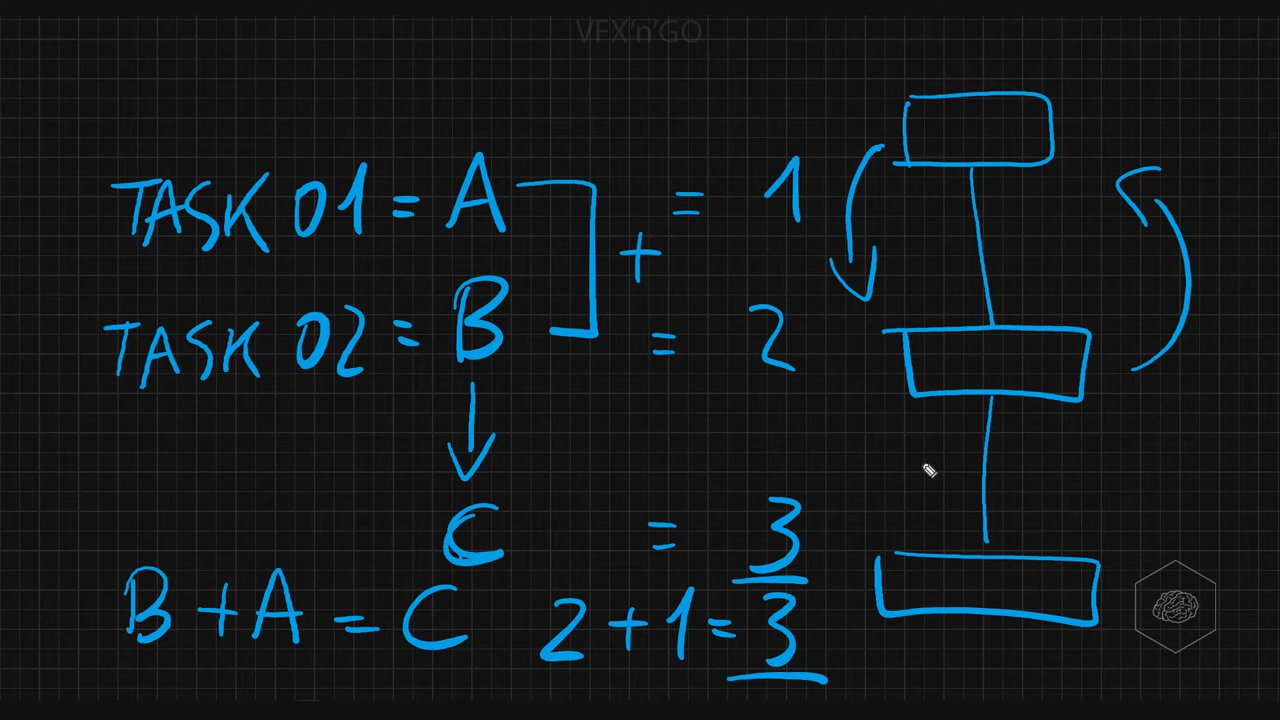 VFX'n'GO
TASK 01 = A = 1
+
TASK 02 = B = 2
C = 3
B + A = C 2 + 1 = 3